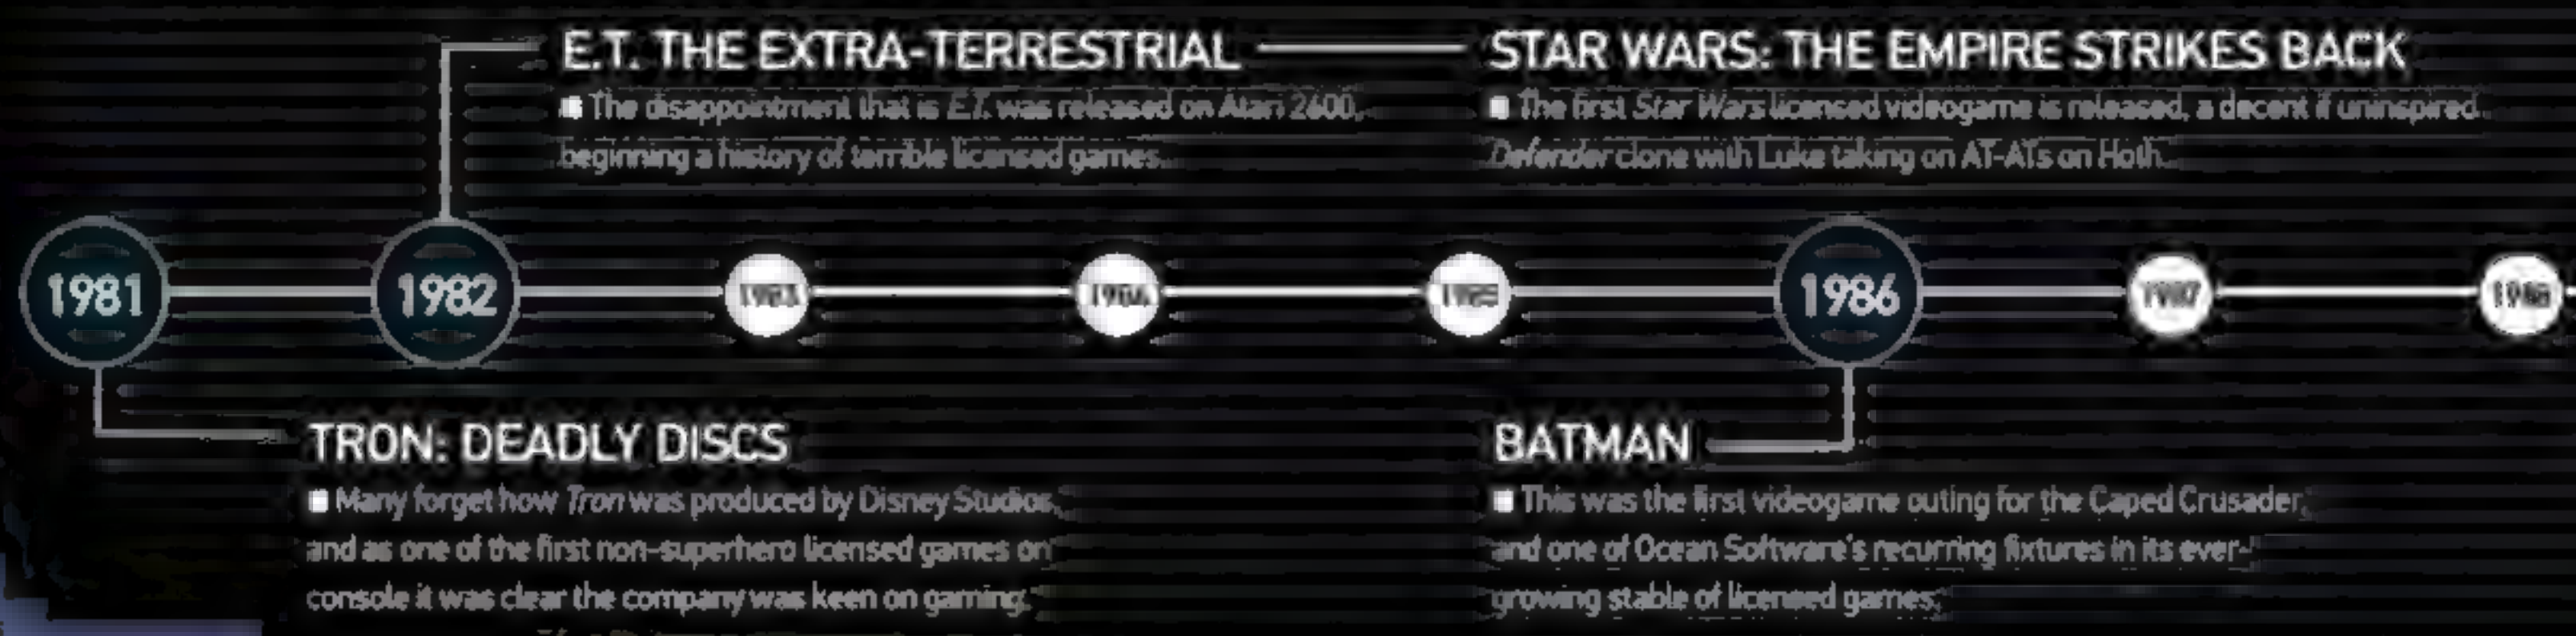 E.T. THE EXTRA-TERRESTRIAL
The disappointment that is E.T. was released on Atari 2600,
beginning a history of terrible licensed games.
STAR WARS: THE EMPIRE STRIKES BACK
The first Star Wars licensed videogame is released, a decent if uninspired
Defender clone with Luke taking on AT-ATs on Hoth.
1981
1982
1983
1984
1985
1986
1987
1988
TRON: DEADLY DISCS
Many forget how Tron was produced by Disney Studios,
and as one of the first non-superhero licensed games on
console it was clear the company was keen on gaming.
BATMAN
This was the first videogame outing for the Caped Crusader,
and one of Ocean Software's recurring fixtures in its ever-
growing stable of licensed games.